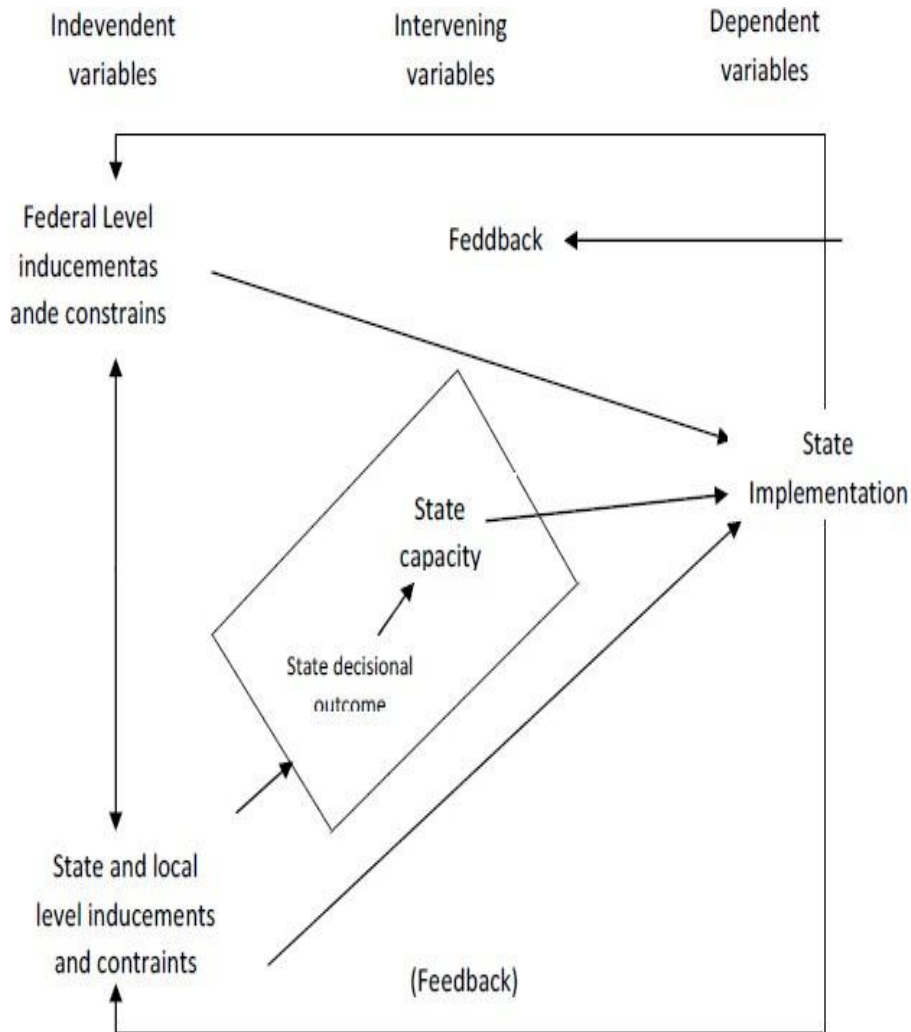 Indevendent
variables
Intervening
variables
Dependent
variables
Federal Level
inducementas
ande constrains
Feddback
State
Implementation
State
capacity
State decisional
outcome
State and local
level inducements
and contraints
(Feedback)